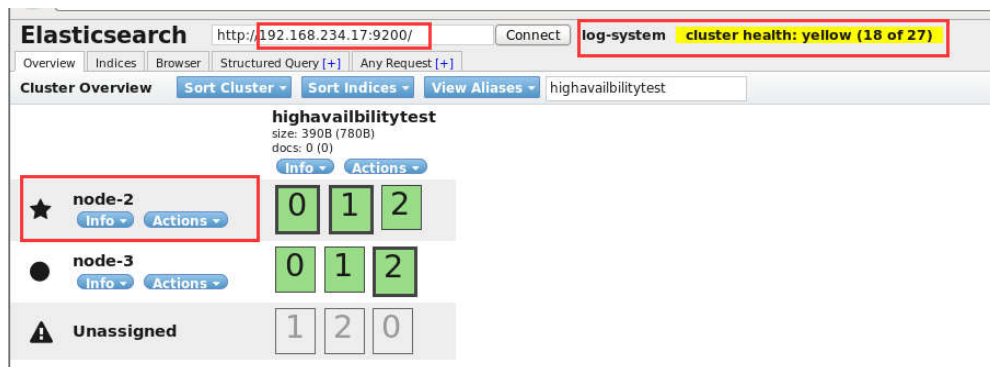 Elasticsearch http://192.168.234.17:9200/ Connect log-system cluster health: yellow (18 of 27)
Overview Indices Browser Structured Query [+] Any Request [+]
Cluster Overview Sort Cluster Sort Indices View Aliases highavailbilitytest
highavailbilitytest
size: 390B (780B)
docs: 0 (0)
Info Actions
node-2 0 1 2
Info Actions
node-3 0 1 2
Info Actions
Unassigned 1 2 0